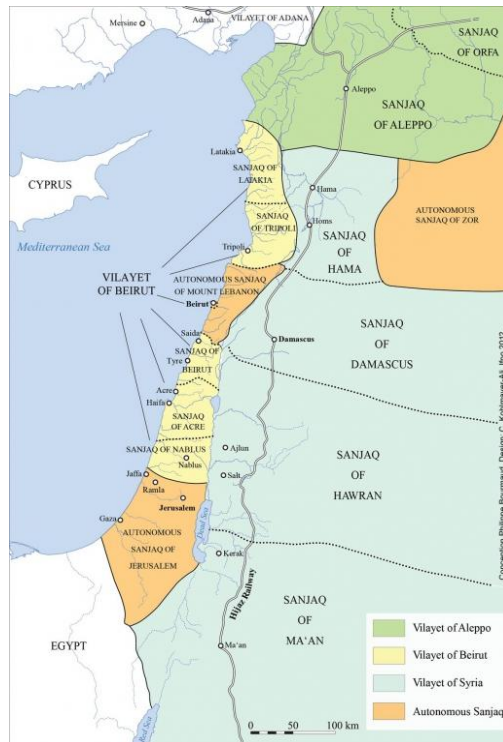 Mersine
Adana
VILAYET OF ADANA
SANJAQ
OF ORFA
Aleppo
SANJAQ
OF ALEPPO
Latakia
SANJAQ OF
LATAKIA
CYPRUS
Hama
AUTONOMOUS
SANJAQ OF ZOR
SANJAQ
OF TRIPOLI
Homs
Mediterranean Sea
Tripoli
SANJAQ
OF
HAMA
VILAYET
OF BEIRUT
AUTONOMOUS SANJAQ
OF MOUNT LEBANON
Beirut
Saida
SANJAQ OF
BEIRUT
Damascus
SANJAQ
OF
DAMASCUS
Tyre
Acre
Haifa
SANJAQ
OF ACRE
SANJAQ OF NABLUS
Nablus
Ajlun
SANJAQ
OF
HAWRAN
Jaffa
Ramla
Salt
Jerusalem
Gaza
AUTONOMOUS
SANJAQ OF
JERUSALEM
Dead Sea
Kerak
Hijaz Railway
SANJAQ
OF
MA‘AN
EGYPT
Ma‘an
Red Sea
Vilayet of Aleppo
Vilayet of Beirut
Vilayet of Syria
Autonomous Sanjaq
0
50
100 km